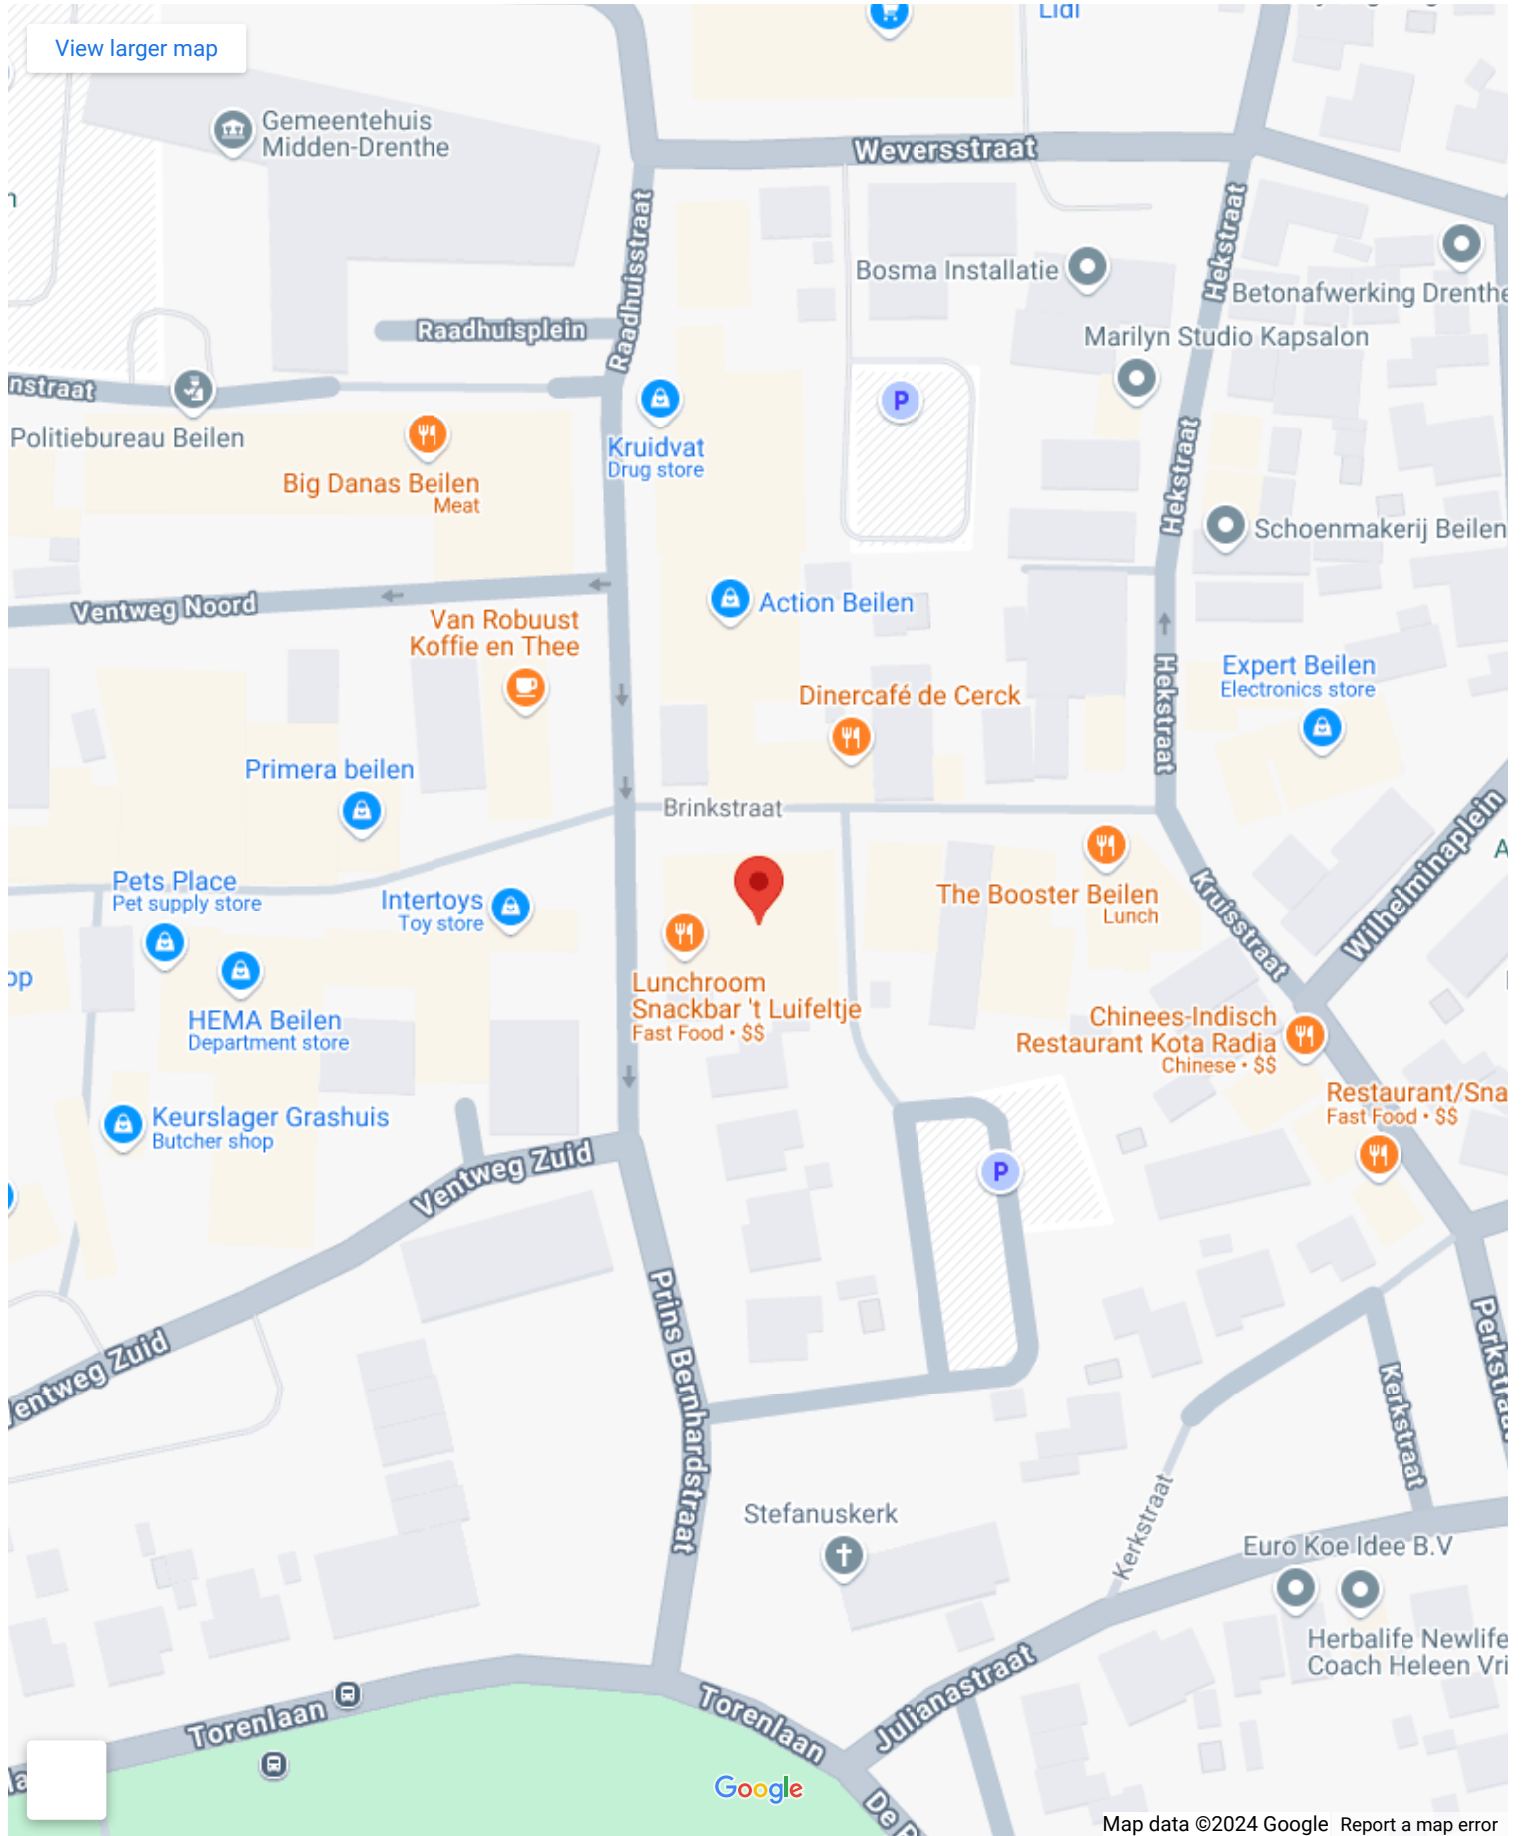 Lidl
View larger map
Gemeentehuis
Midden-Drenthe
Weversstraat
Raadhuisstraat
Hekstraat
Bosma Installatie
Betonafwerking Drenthe
Raadhuisplein
Marilyn Studio Kapsalon
nstraat
Politiebureau Beilen
Kruidvat
Drug store
P
Big Danas Beilen
Meat
Hekstraat
Schoenmakerij Beilen
Ventweg Noord
Action Beilen
Van Robuust
Koffie en Thee
Hekstraat
Expert Beilen
Electronics store
Dinercafé de Cerck
Primera beilen
Brinkstraat
Wilhelminaplein
Pets Place
Pet supply store
Intertoys
Toy store
The Booster Beilen
Lunch
Kruisstraat
op
Lunchroom
Snackbar 't Luifeltje
Fast Food • $$
HEMA Beilen
Department store
Chinees-Indisch
Restaurant Kota Radia
Chinese • $$
Restaurant/Sna
Fast Food • $$
Keurslager Grashuis
Butcher shop
Ventweg Zuid
P
Prins Bernhardstraat
Perkstraat
entweg Zuid
Kerkstraat
Kerkstraat
Stefanuskerk
Euro Koe Idee B.V
Herbalife Newlife
Coach Heleen Vri
Torenlaan
Torenlaan
Julianastraat
Google
De
Map data ©2024 Google
Report a map error